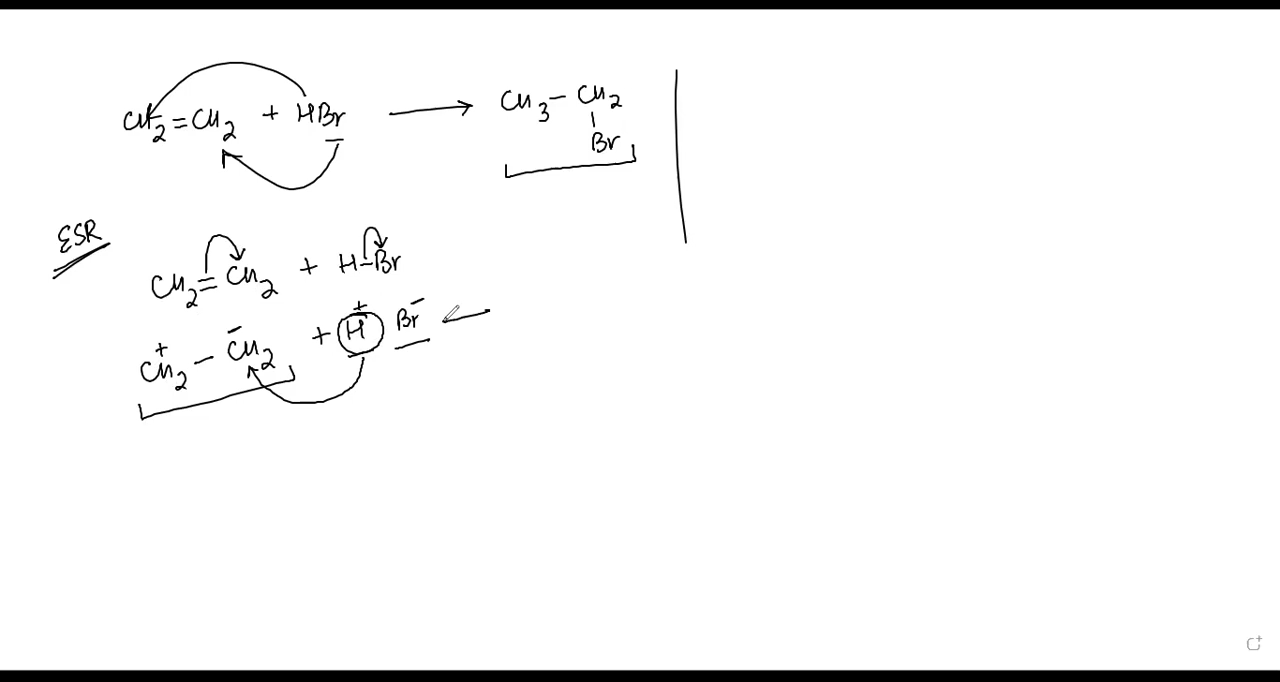 CH2=CH2 + HBr ⟶ CH3–CH2
Br
ESR
CH2=CH2 + H–Br
+CH2 – −CH2 + H+ Br−